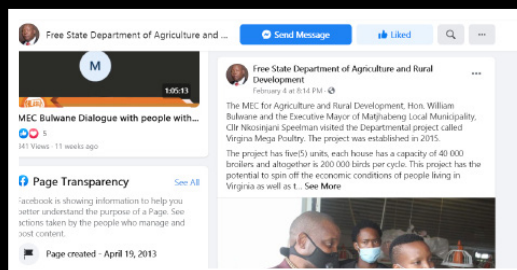 Free State Department of Agriculture and ...
Send Message
Liked
M
1:05:13
MEC Bulwane Dialogue with people with...
5
341 Views · 11 weeks ago
Page Transparency
See All
Facebook is showing information to help you
better understand the purpose of a Page. See
actions taken by the people who manage and
post content.
Page created - April 19, 2013
Free State Department of Agriculture and Rural
Development
February 4 at 8:14 PM ·
The MEC for Agriculture and Rural Development, Hon. William
Bulwane and the Executive Mayor of Matjhabeng Local Municipality,
Cllr Nkosinjani Speelman visited the Departmental project called
Virginia Mega Poultry. The project was established in 2015.
The project has five(5) units, each house has a capacity of 40 000
broilers and altogether is 200 000 birds per cycle. This project has the
potential to spin off the economic conditions of people living in
Virginia as well as t... See More